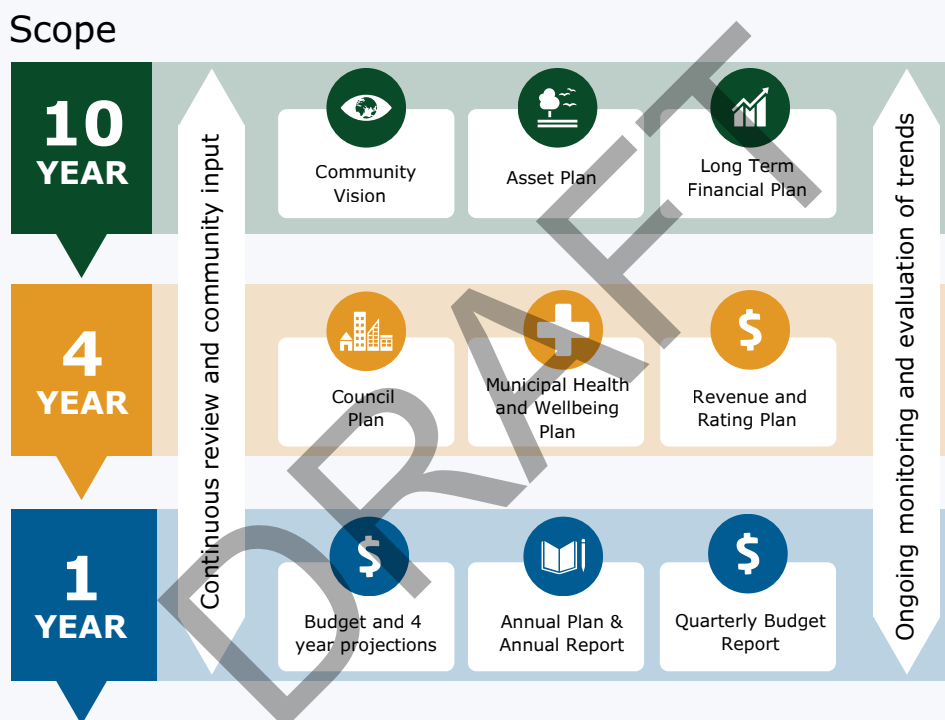 Scope
10
YEAR
Continuous review and community input
Community
Vision
Asset Plan
Long Term
Financial Plan
Ongoing monitoring and evaluation of trends
4
YEAR
Council
Plan
Municipal Health
and Wellbeing
Plan
$
Revenue and
Rating Plan
1
YEAR
$
Budget and 4
year projections
Annual Plan &
Annual Report
$
Quarterly Budget
Report
DRAFT